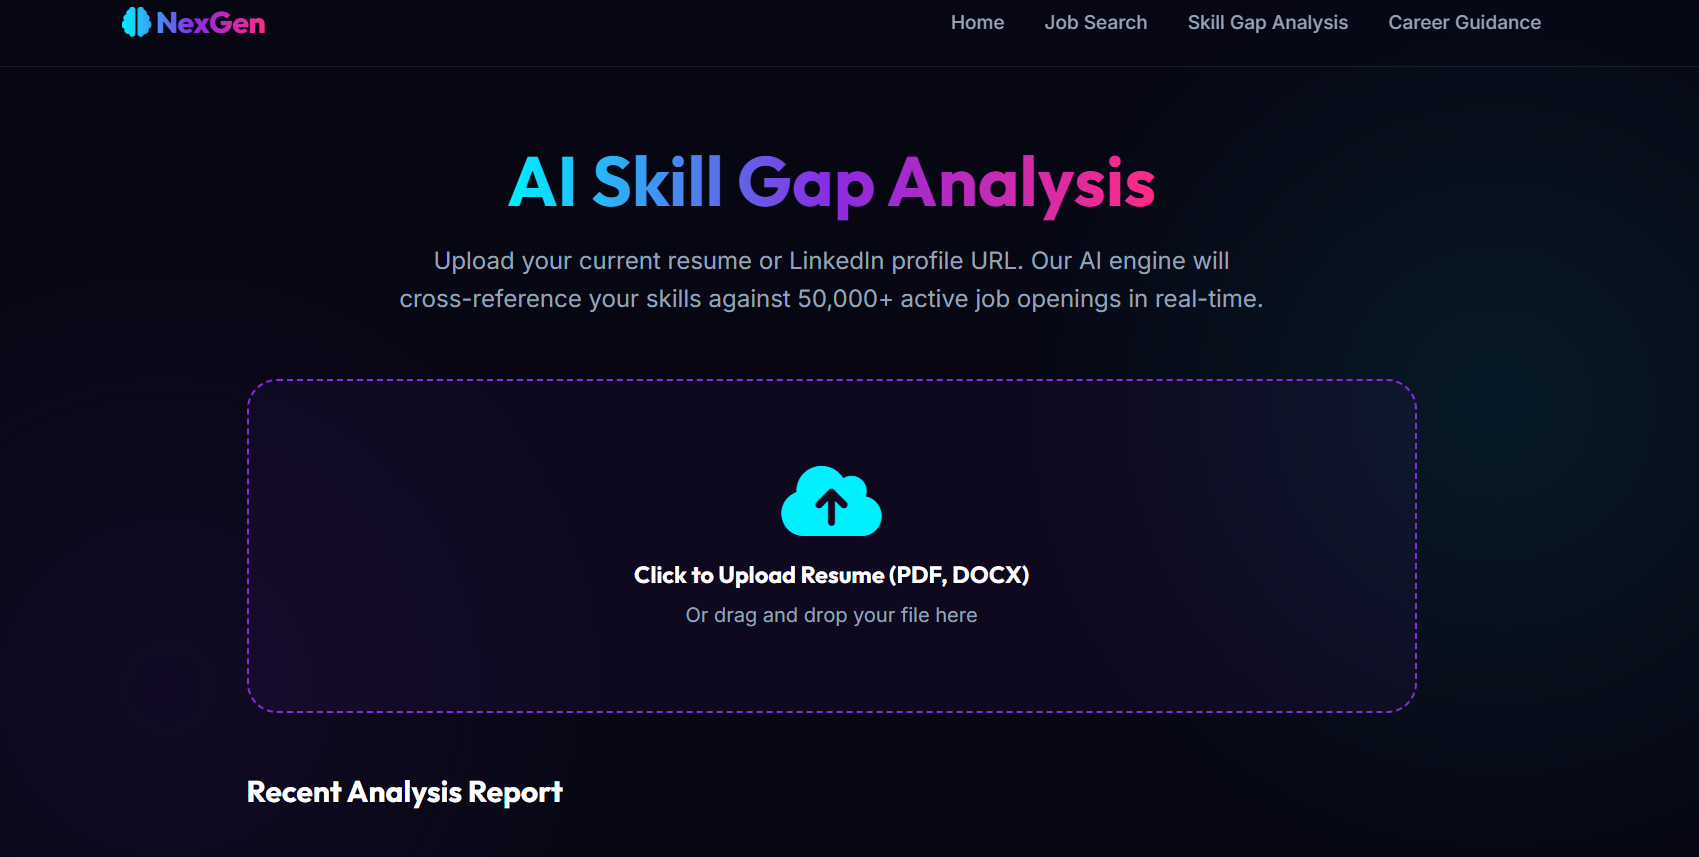 NexGen
Home
Job Search
Skill Gap Analysis
Career Guidance
AI Skill Gap Analysis
Upload your current resume or LinkedIn profile URL. Our AI engine will
cross-reference your skills against 50,000+ active job openings in real-time.
Click to Upload Resume (PDF, DOCX)
Or drag and drop your file here
Recent Analysis Report